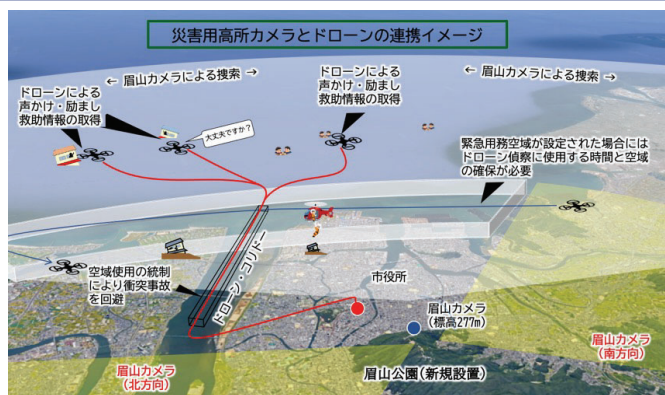 災害用高所カメラとドローンの連携イメージ
← 眉山カメラによる捜索 →
← 眉山カメラによる捜索 →
ドローンによる
声かけ・励まし
救助情報の取得
ドローンによる
声かけ・励まし
救助情報の取得
大丈夫ですか?
緊急用務空域が設定された場合には
ドローン偵察に使用する時間と空域
の確保が必要
空域使用の統制
により衝突事故
を回避
ドローン・コリドー
市役所
眉山カメラ
(標高277m)
眉山カメラ
(北方向)
眉山公園(新規設置)
眉山カメラ
(南方向)